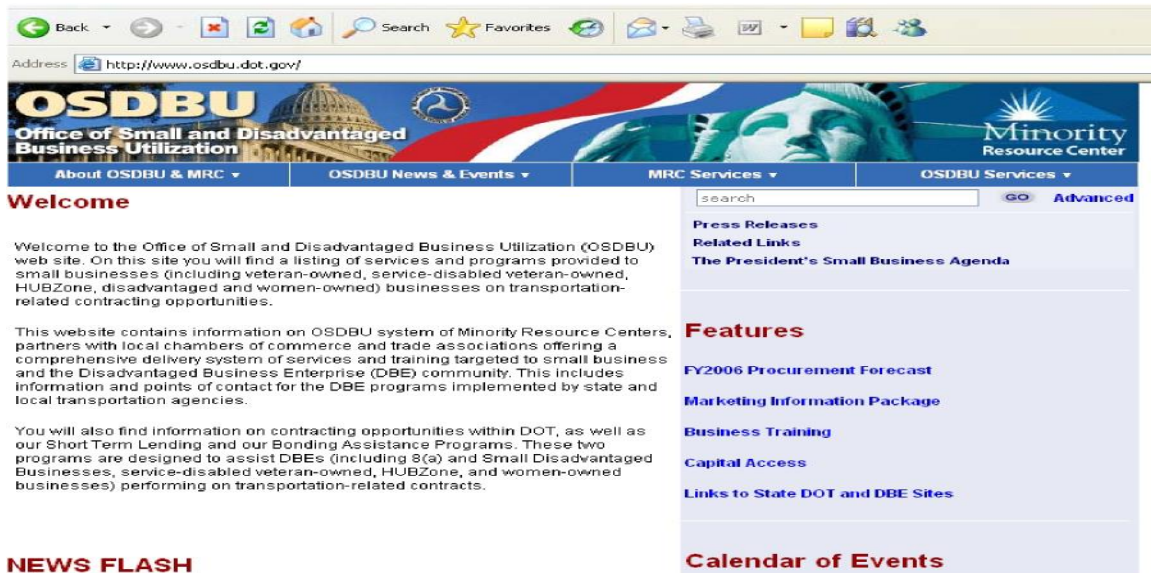 Back
Search
Favorites
Address http://www.osdbu.dot.gov/
OSDBU
Office of Small and Disadvantaged
Business Utilization
Minority
Resource Center
About OSDBU & MRC
OSDBU News & Events
MRC Services
OSDBU Services
Welcome
Welcome to the Office of Small and Disadvantaged Business Utilization (OSDBU)
web site. On this site you will find a listing of services and programs provided to
small businesses (including veteran-owned, service-disabled veteran-owned,
HUBZone, disadvantaged and women-owned) businesses on transportation-
related contracting opportunities.
This website contains information on OSDBU system of Minority Resource Centers,
partners with local chambers of commerce and trade associations offering a
comprehensive delivery system of services and training targeted to small business
and the Disadvantaged Business Enterprise (DBE) community. This includes
information and points of contact for the DBE programs implemented by state and
local transportation agencies.
You will also find information on contracting opportunities within DOT, as well as
our Short Term Lending and our Bonding Assistance Programs. These two
programs are designed to assist DBEs (including 8(a) and Small Disadvantaged
Businesses, service-disabled veteran-owned, HUBZone, and women-owned
businesses) performing on transportation-related contracts.
NEWS FLASH
search GO Advanced
Press Releases
Related Links
The President's Small Business Agenda
Features
FY2006 Procurement Forecast
Marketing Information Package
Business Training
Capital Access
Links to State DOT and DBE Sites
Calendar of Events